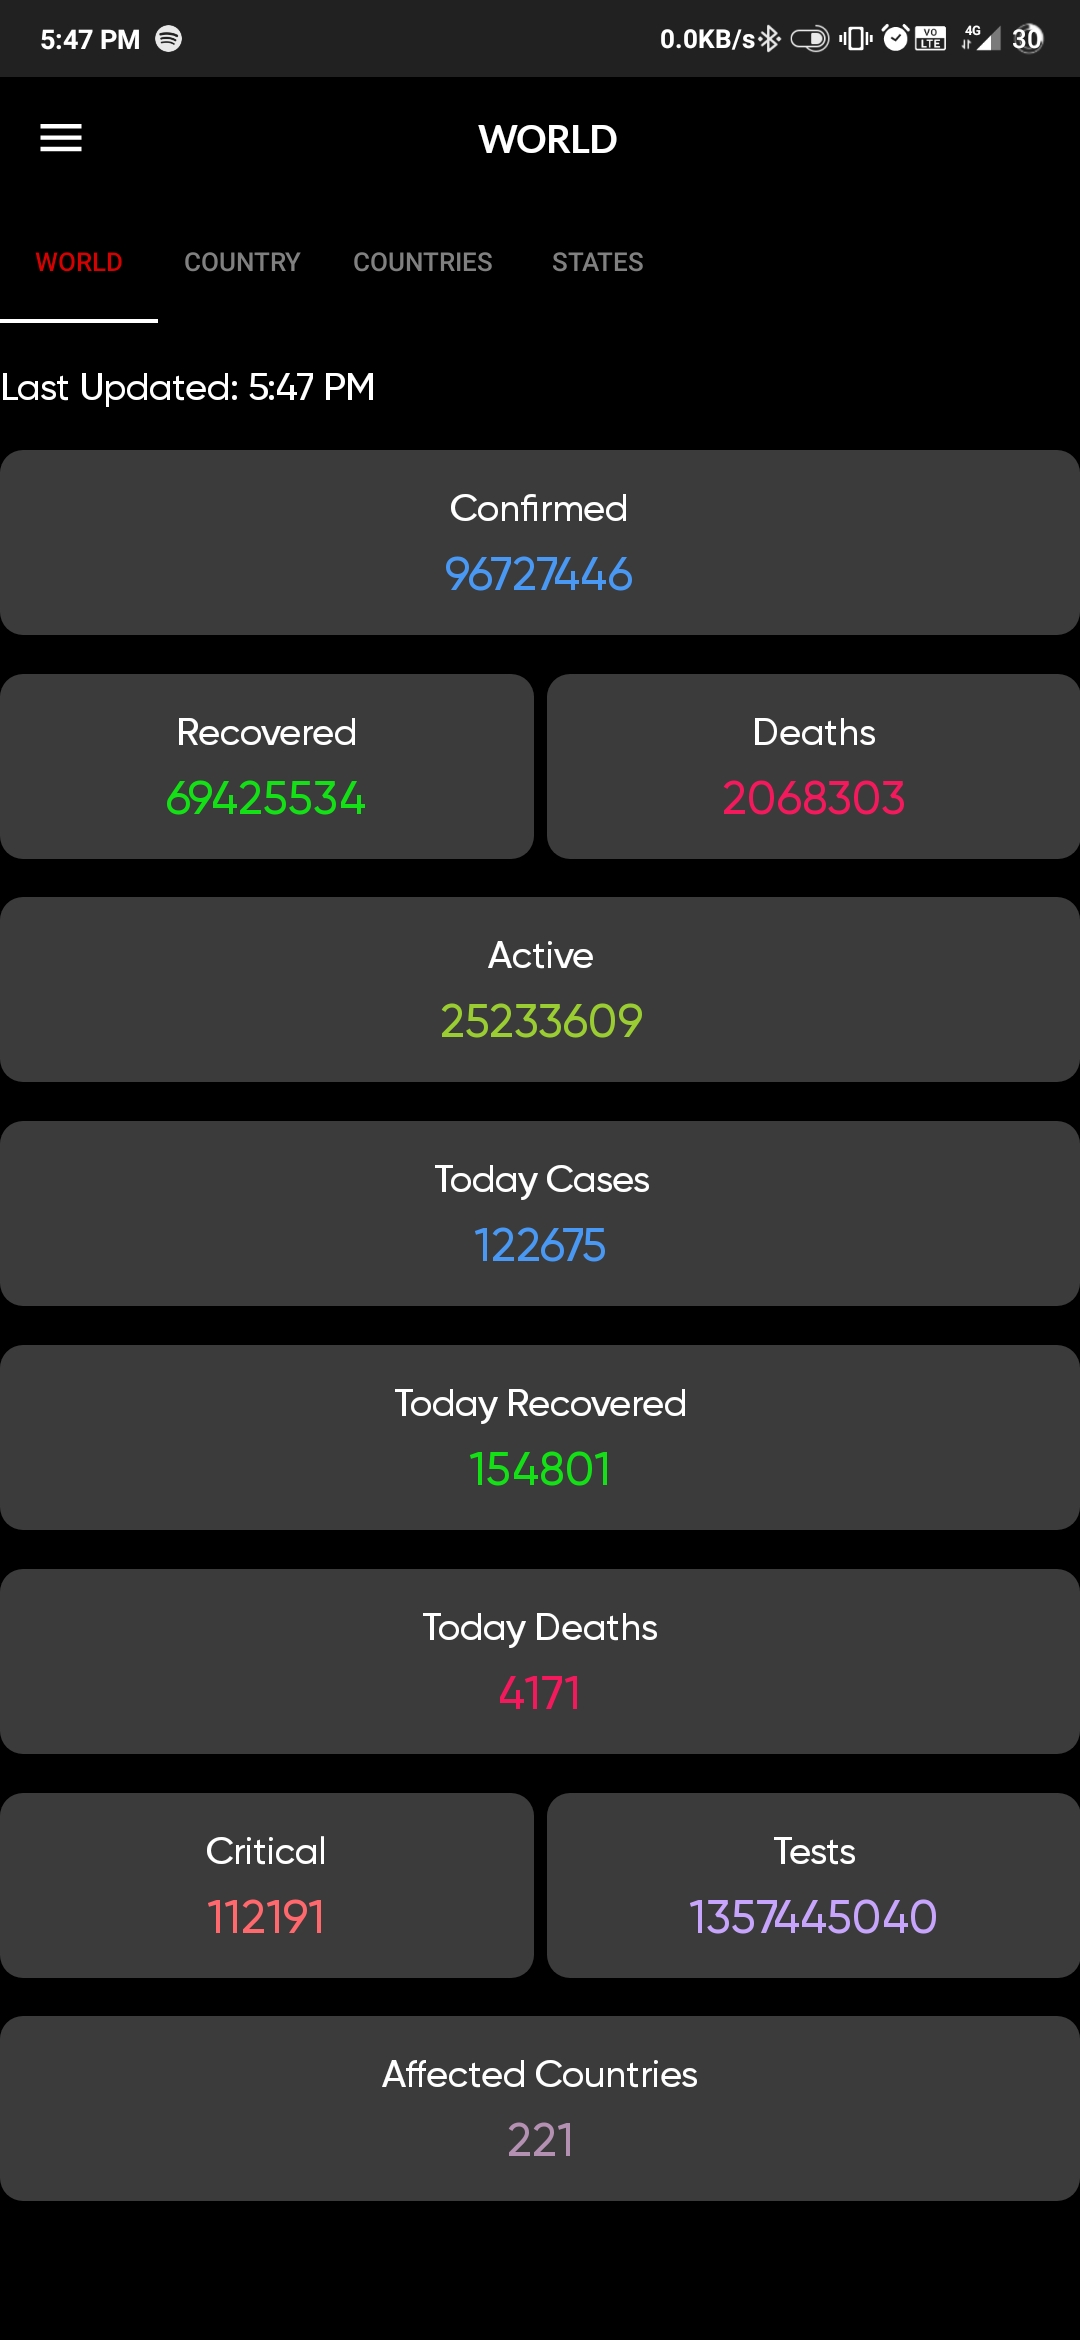 5:47 PM 0.0KB/s VO LTE 4G 30
WORLD
WORLD COUNTRY COUNTRIES STATES
Last Updated: 5:47 PM
Confirmed
96727446
Recovered Deaths
69425534 2068303
Active
25233609
Today Cases
122675
Today Recovered
154801
Today Deaths
4171
Critical Tests
112191 1357445040
Affected Countries
221